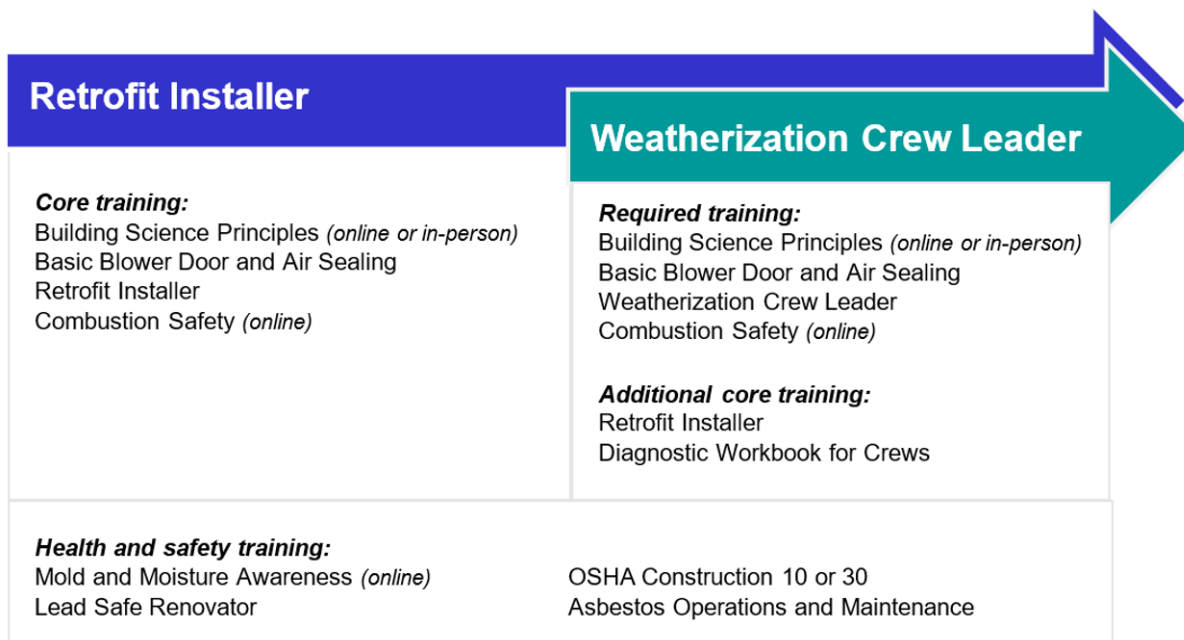 Retrofit Installer
Weatherization Crew Leader
Core training:
Building Science Principles (online or in-person)
Basic Blower Door and Air Sealing
Retrofit Installer
Combustion Safety (online)
Required training:
Building Science Principles (online or in-person)
Basic Blower Door and Air Sealing
Weatherization Crew Leader
Combustion Safety (online)
Additional core training:
Retrofit Installer
Diagnostic Workbook for Crews
Health and safety training:
Mold and Moisture Awareness (online)
Lead Safe Renovator
OSHA Construction 10 or 30
Asbestos Operations and Maintenance